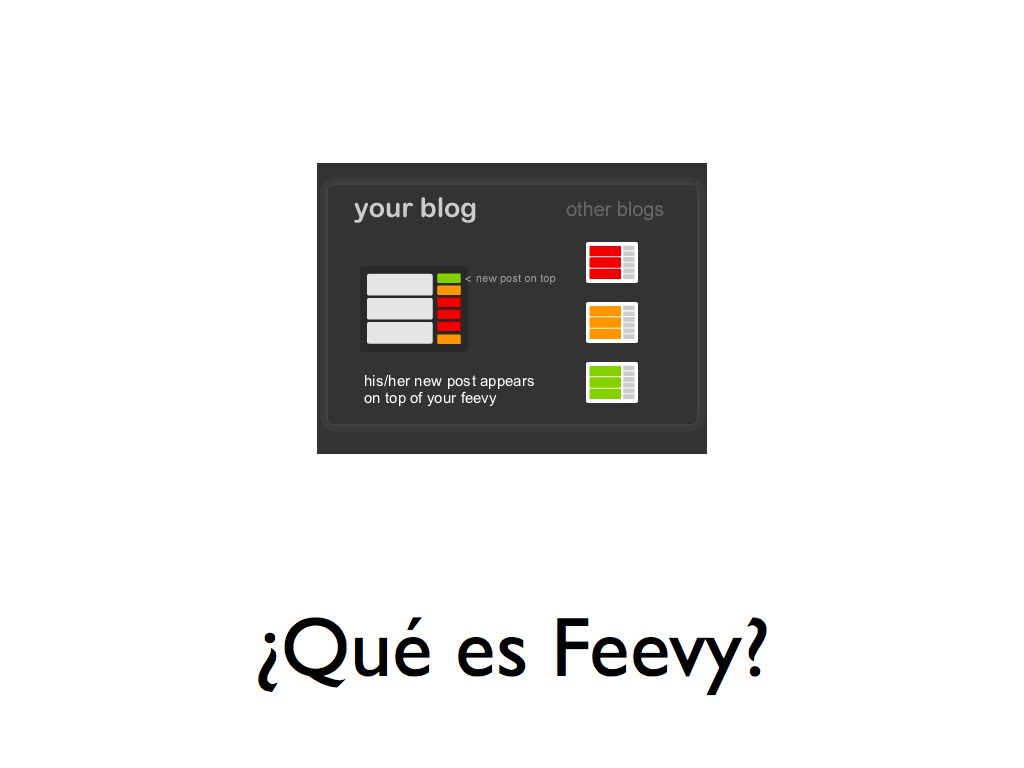 your blog
other blogs
< new post on top
his/her new post appears
on top of your feevy
¿Qué es Feevy?